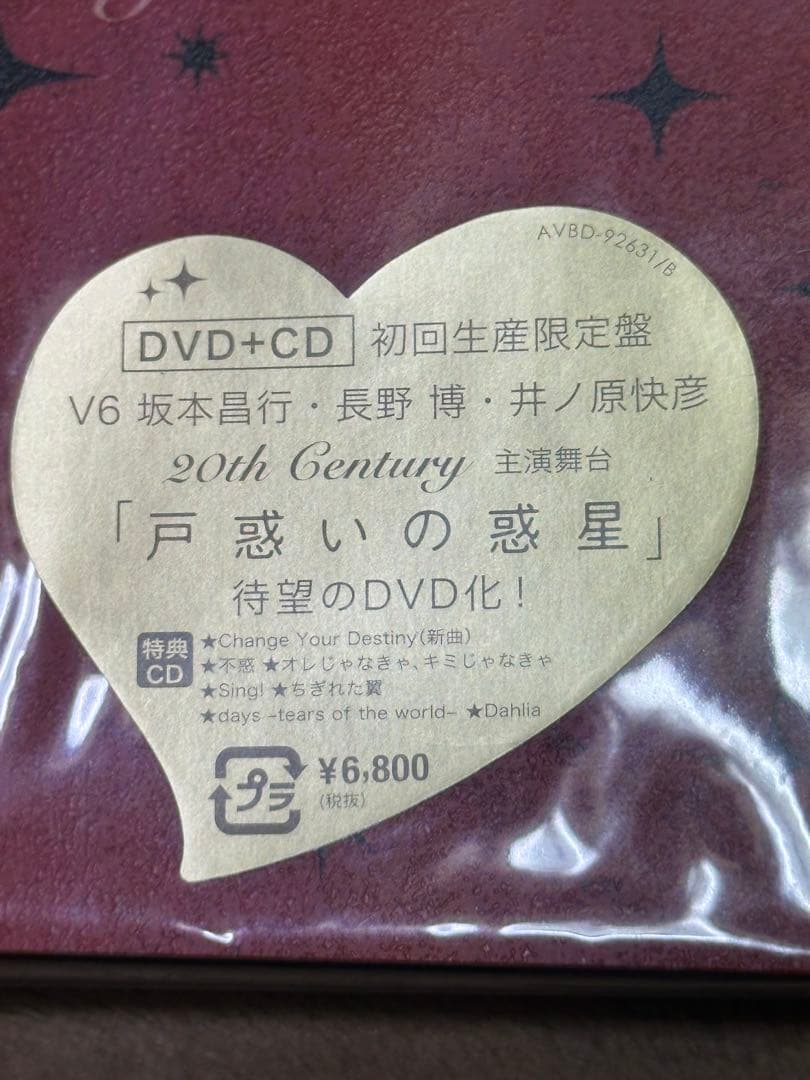 AVBD-92631/B
DVD+CD 初回生産限定盤
V6 坂本昌行・長野 博・井ノ原快彦
20th Century 主演舞台
「戸惑いの惑星」
待望のDVD化!
特典CD
★Change Your Destiny(新曲)
★不惑 ★オレじゃなきゃ、キミじゃなきゃ
★Sing! ★ちぎれた翼
★days –tears of the world– ★Dahlia
プラ ¥6,800
(税抜)